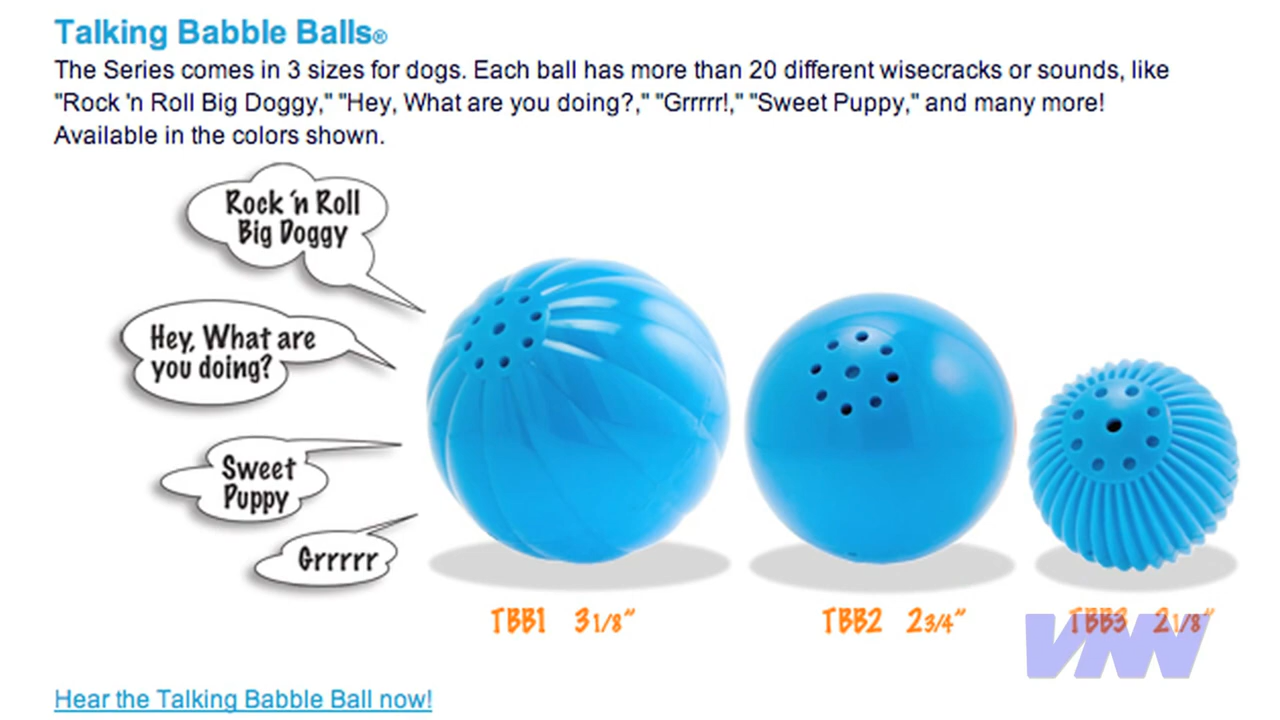 Talking Babble Balls®
The Series comes in 3 sizes for dogs. Each ball has more than 20 different wisecracks or sounds, like
"Rock 'n Roll Big Doggy," "Hey, What are you doing?," "Grrrrr!," "Sweet Puppy," and many more!
Available in the colors shown.
Rock 'n Roll
Big Doggy
Hey, What are
you doing?
Sweet
Puppy
Grrrrr
TBB1 3 1/8"
TBB2 2 3/4"
TBB3 2 1/8"
VNN
Hear the Talking Babble Ball now!